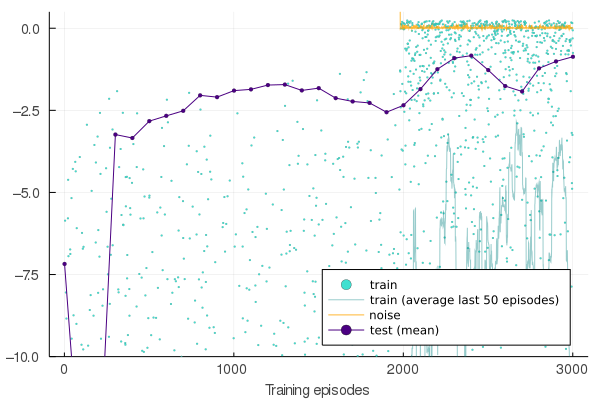 0.0
−2.5
−5.0
−7.5
−10.0
train
train (average last 50 episodes)
noise
test (mean)
0
1000
2000
3000
Training episodes